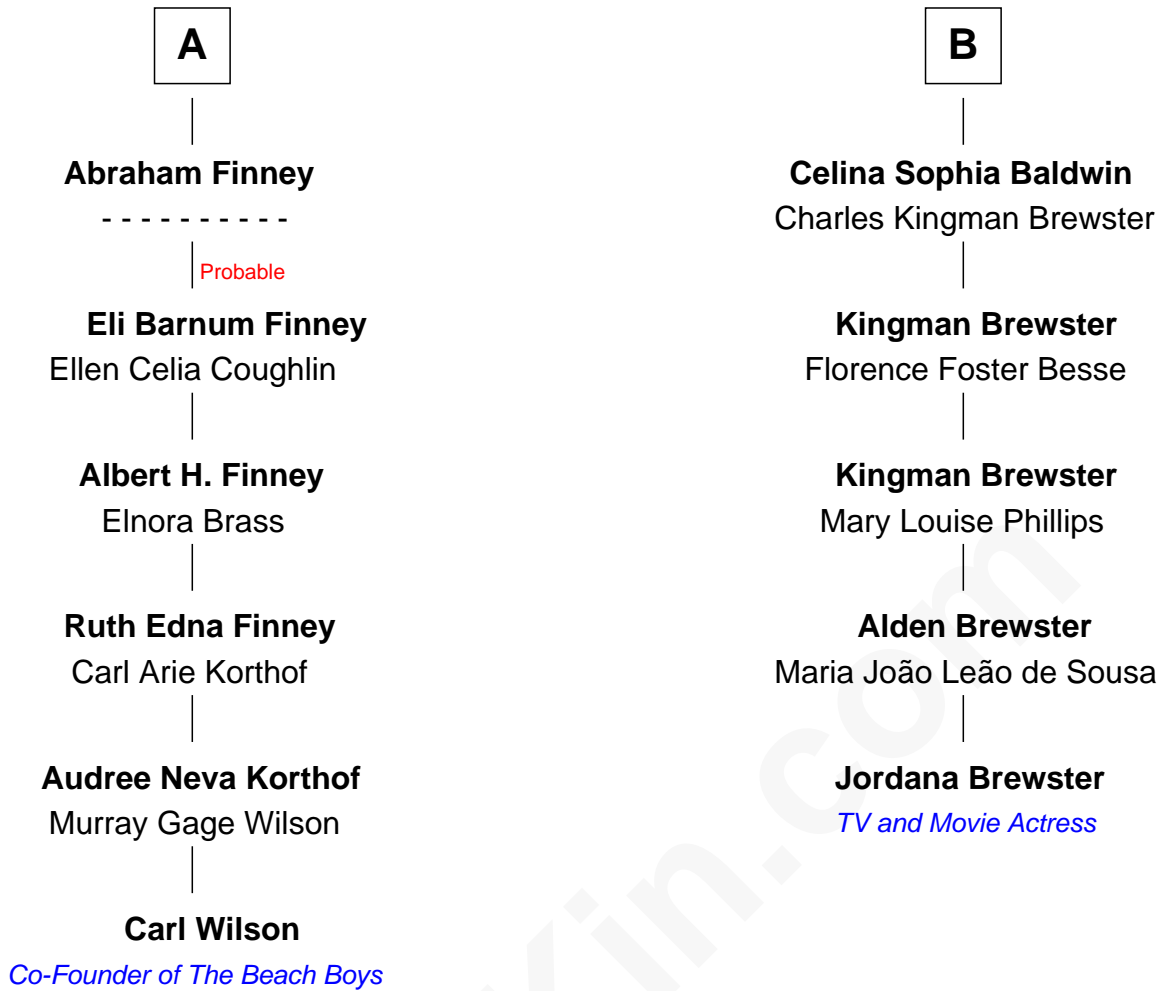 A
Abraham Finney
- - - - - - - - - -
Probable
Eli Barnum Finney
Ellen Celia Coughlin
Albert H. Finney
Elnora Brass
Ruth Edna Finney
Carl Arie Korthof
Audree Neva Korthof
Murray Gage Wilson
Carl Wilson
Co-Founder of The Beach Boys
B
Celina Sophia Baldwin
Charles Kingman Brewster
Kingman Brewster
Florence Foster Besse
Kingman Brewster
Mary Louise Phillips
Alden Brewster
Maria João Leão de Sousa
Jordana Brewster
TV and Movie Actress
Kin.com